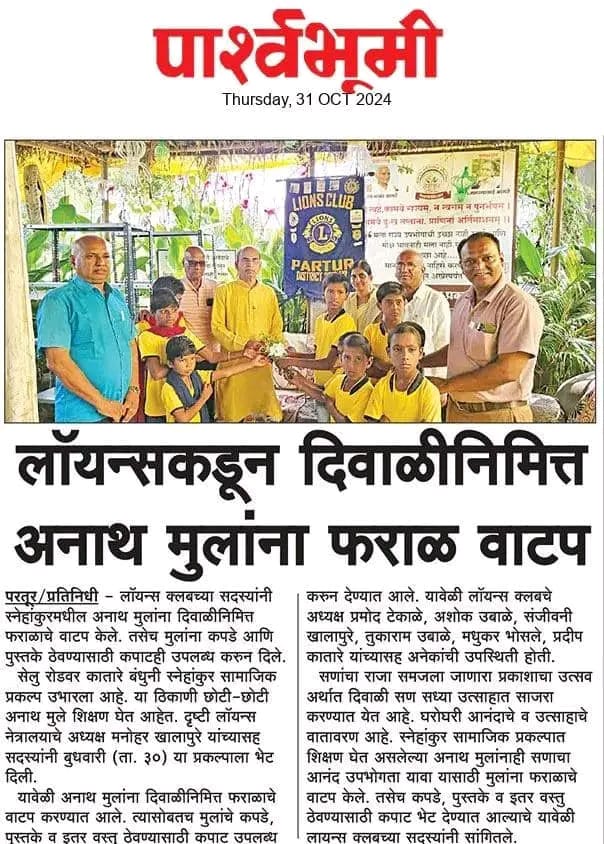 पार्श्वभूमी
Thursday, 31 OCT 2024
LIONS CLUB
LIONS
L
PARTUR
DISTRICT
लॉयन्सकडून दिवाळीनिमित्त
अनाथ मुलांना फराळ वाटप
परतूर/प्रतिनिधी - लॉयन्स क्लबच्या सदस्यांनी
स्नेहांकुरमधील अनाथ मुलांना दिवाळीनिमित्त
फराळाचे वाटप केले. तसेच मुलांना कपडे आणि
पुस्तके ठेवण्यासाठी कपाटही उपलब्ध करुन दिले.
सेलु रोडवर कातारे बंधुनी स्नेहांकुर सामाजिक
प्रकल्प उभारला आहे. या ठिकाणी छोटी-छोटी
अनाथ मुले शिक्षण घेत आहेत. दृष्टी लॉयन्स
नेत्रालयाचे अध्यक्ष मनोहर खालापुरे यांच्यासह
सदस्यांनी बुधवारी (ता. ३०) या प्रकल्पाला भेट
दिली.
यावेळी अनाथ मुलांना दिवाळीनिमित्त फराळाचे
वाटप करण्यात आले. त्यासोबतच मुलांचे कपडे,
पुस्तके व इतर वस्तु ठेवण्यासाठी कपाट उपलब्ध
करुन देण्यात आले. यावेळी लॉयन्स क्लबचे
अध्यक्ष प्रमोद टेकाळे, अशोक उबाळे, संजीवनी
खालापुरे, तुकाराम उबाळे, मधुकर भोसले, प्रदीप
कातारे यांच्यासह अनेकांची उपस्थिती होती.
सणांचा राजा समजला जाणारा प्रकाशाचा उत्सव
अर्थात दिवाळी सण सध्या उत्साहात साजरा
करण्यात येत आहे. घरोघरी आनंदाचे व उत्साहाचे
वातावरण आहे. स्नेहांकुर सामाजिक प्रकल्पात
शिक्षण घेत असलेल्या अनाथ मुलांनाही सणाचा
आनंद उपभोगता यावा यासाठी मुलांना फराळाचे
वाटप केले. तसेच कपडे, पुस्तके व इतर वस्तु
ठेवण्यासाठी कपाट भेट देण्यात आल्याचे यावेळी
लायन्स क्लबच्या सदस्यांनी सांगितले.